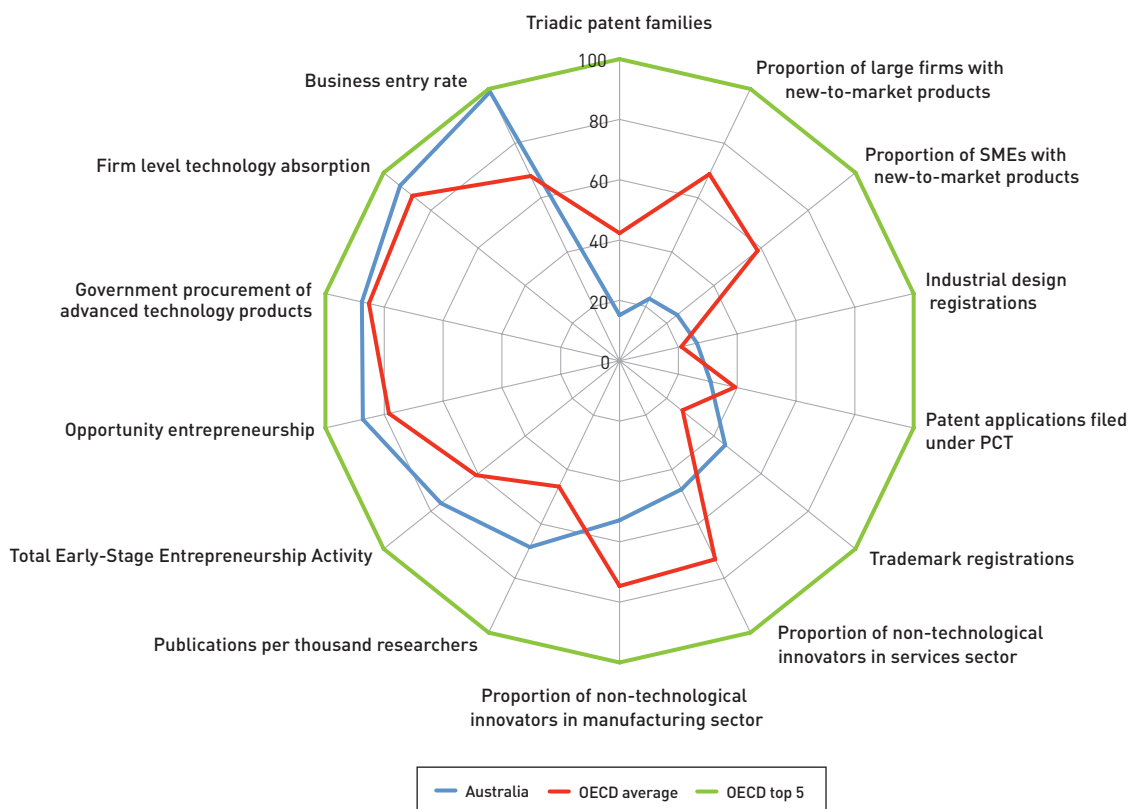 Triadic patent families
Proportion of large firms with
new-to-market products
Proportion of SMEs with
new-to-market products
Industrial design
registrations
Patent applications filed
under PCT
Trademark registrations
Proportion of non-technological
innovators in services sector
Proportion of non-technological
innovators in manufacturing sector
Publications per thousand researchers
Total Early-Stage Entrepreneurship Activity
Opportunity entrepreneurship
Government procurement of
advanced technology products
Firm level technology absorption
Business entry rate
100
80
60
40
20
0
Australia OECD average OECD top 5